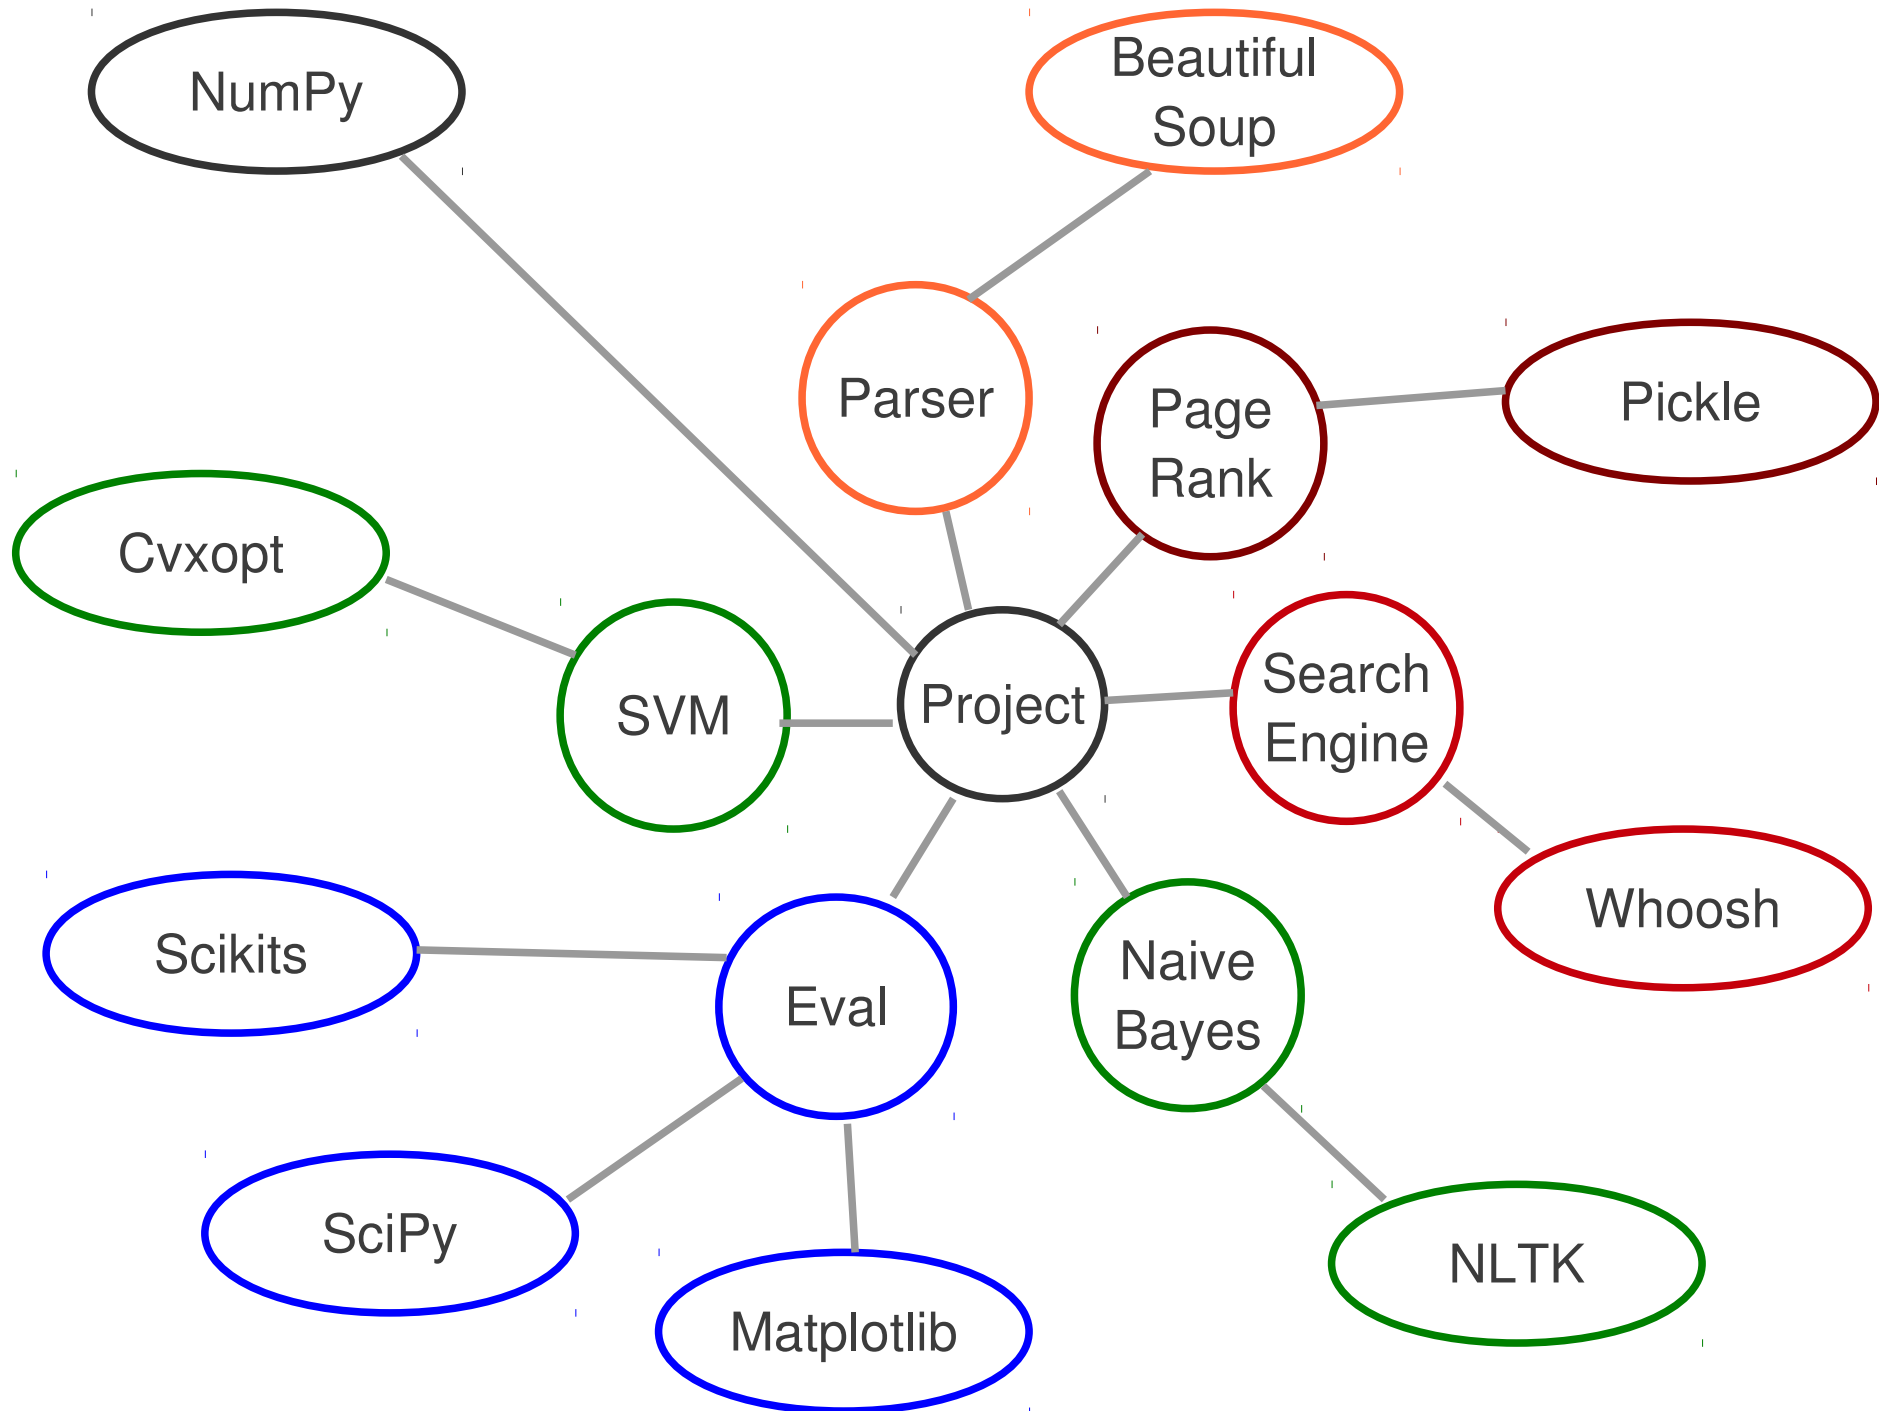 NumPy
Beautiful
Soup
Parser
Page
Rank
Pickle
Cvxopt
SVM
Project
Search
Engine
Whoosh
Scikits
Eval
Naive
Bayes
SciPy
Matplotlib
NLTK